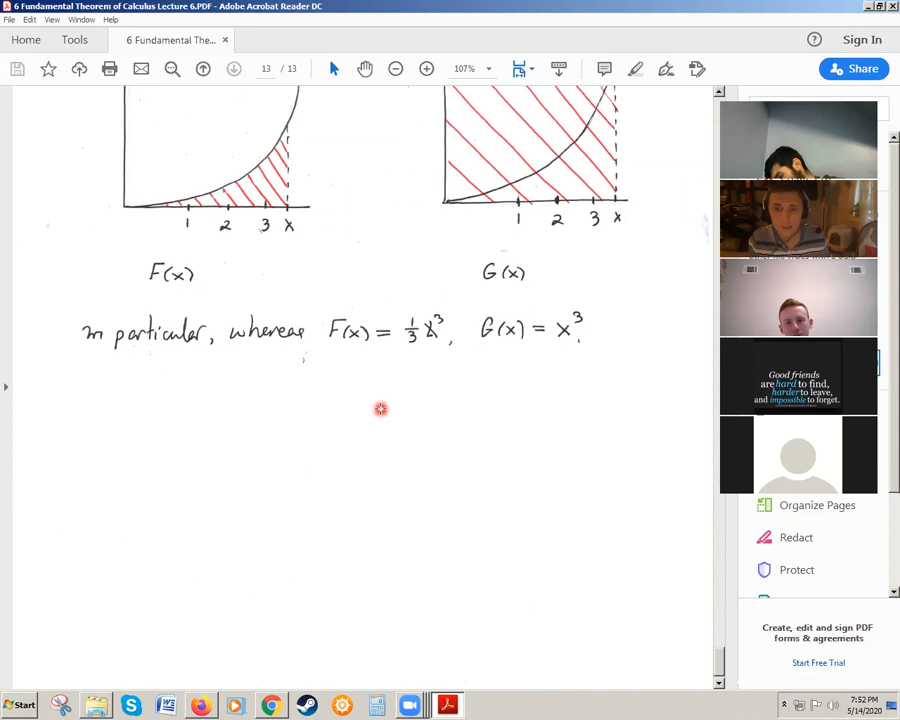 6 Fundamental Theorem of Calculus Lecture 6.PDF - Adobe Acrobat Reader DC
File Edit View Window Help
Home Tools 6 Fundamental The... × Sign In
13 / 13 107% Share
1 2 3 x
1 2 3 x
F(x) G(x)
In particular, whereas F(x) = 1/3 x³, G(x) = x³.
Good friends
are hard to find,
harder to leave,
and impossible to forget.
Organize Pages
Redact
Protect
Create, edit and sign PDF
forms & agreements
Start Free Trial
Start
7:52 PM
5/14/2020